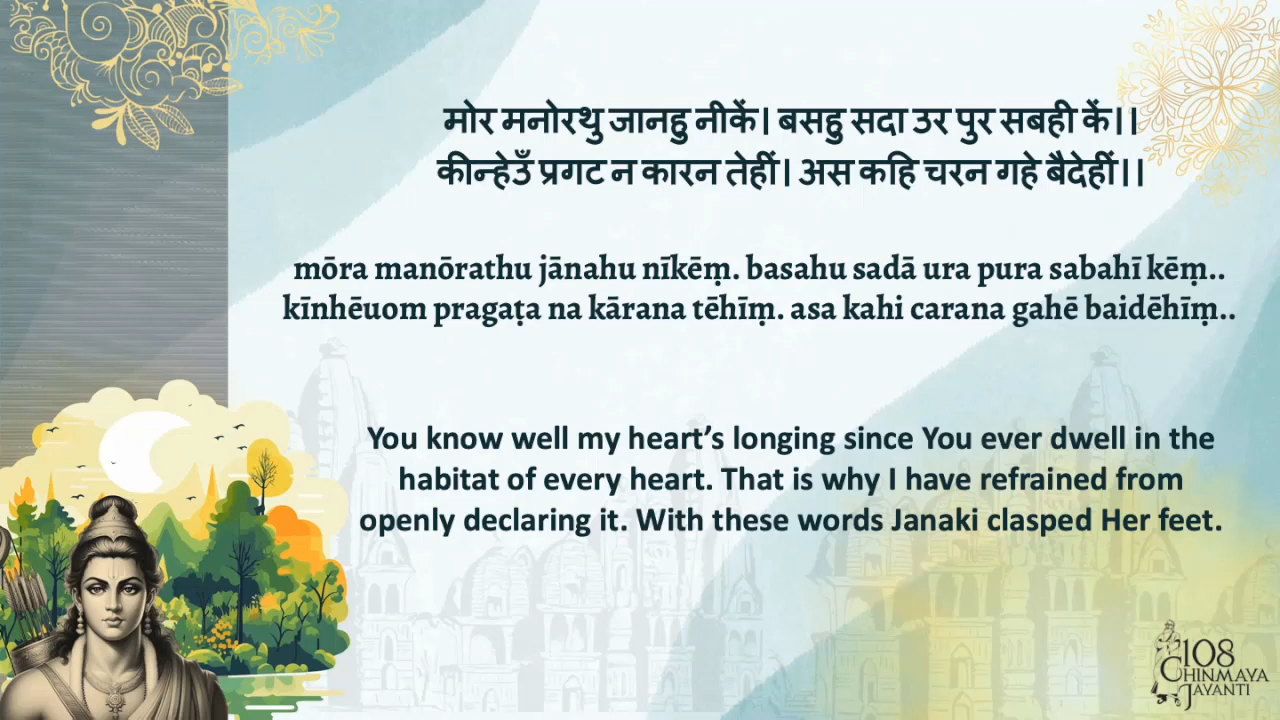 मोर मनोरथु जानहु नीकें। बसहु सदा उर पुर सबही कें।।
कीन्हेउँ प्रगट न कारन तेहीं। अस कहि चरन गहे बैदेहीं।।
mōra manōrathu jānahu nīkēṃ. basahu sadā ura pura sabahī kēṃ..
kīnhēuom pragaṭa na kārana tēhīṃ. asa kahi carana gahē baidēhīṃ..
You know well my heart’s longing since You ever dwell in the
habitat of every heart. That is why I have refrained from
openly declaring it. With these words Janaki clasped Her feet.
108
CHINMAYA
JAYANTI